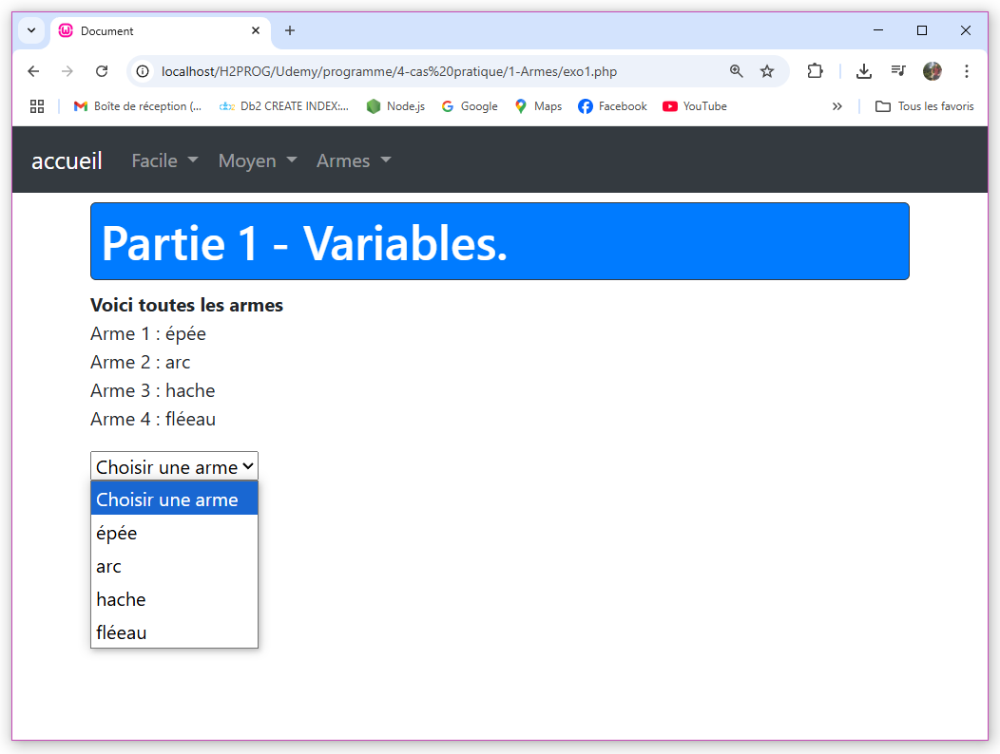 Document
localhost/H2PROG/Udemy/programme/4-cas%20pratique/1-Armes/exo1.php
Boîte de réception (... Db2 CREATE INDEX:... Node.js Google Maps Facebook YouTube » Tous les favoris
accueil Facile Moyen Armes
Partie 1 - Variables.
Voici toutes les armes
Arme 1 : épée
Arme 2 : arc
Arme 3 : hache
Arme 4 : fléeau
Choisir une arme
Choisir une arme
épée
arc
hache
fléeau